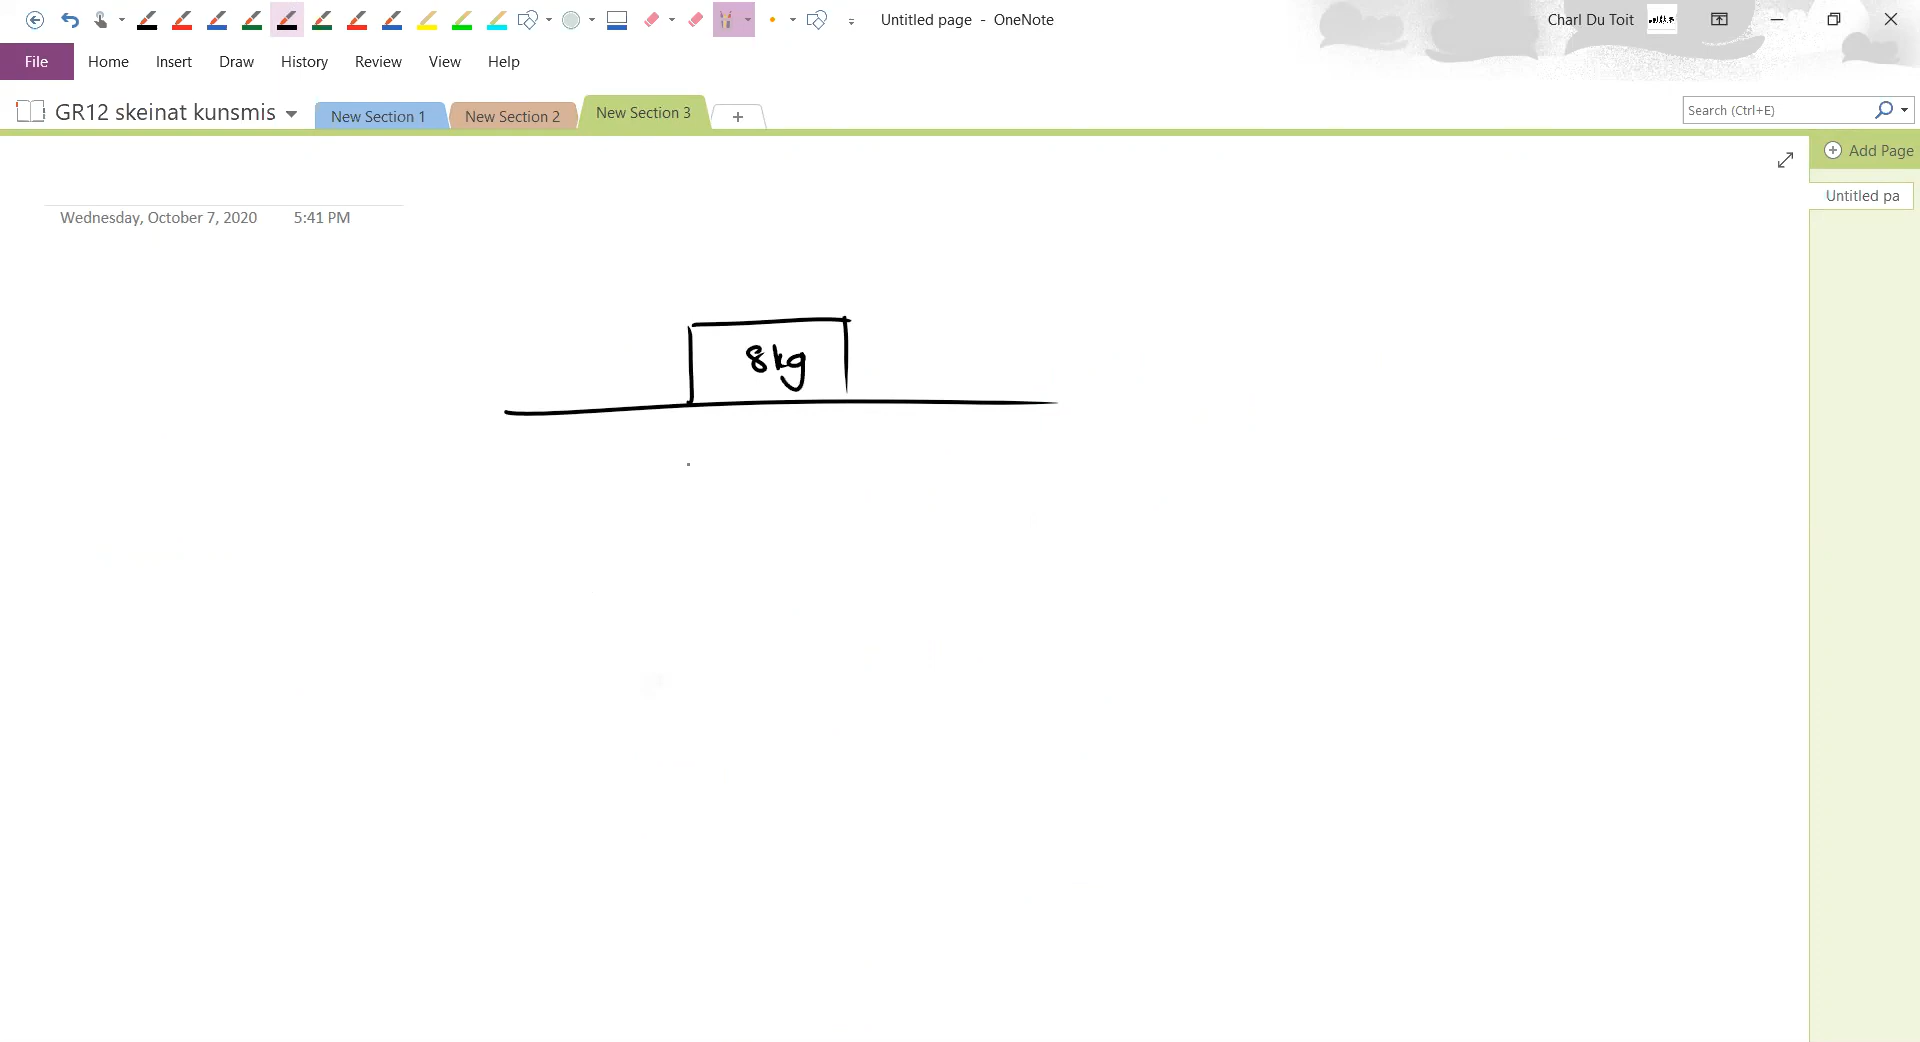 Untitled page - OneNote
Charl Du Toit
File Home Insert Draw History Review View Help
GR12 skeinat kunsmis
New Section 1
New Section 2
New Section 3
+
Search (Ctrl+E)
Add Page
Untitled pa
Wednesday, October 7, 2020 5:41 PM
8kg